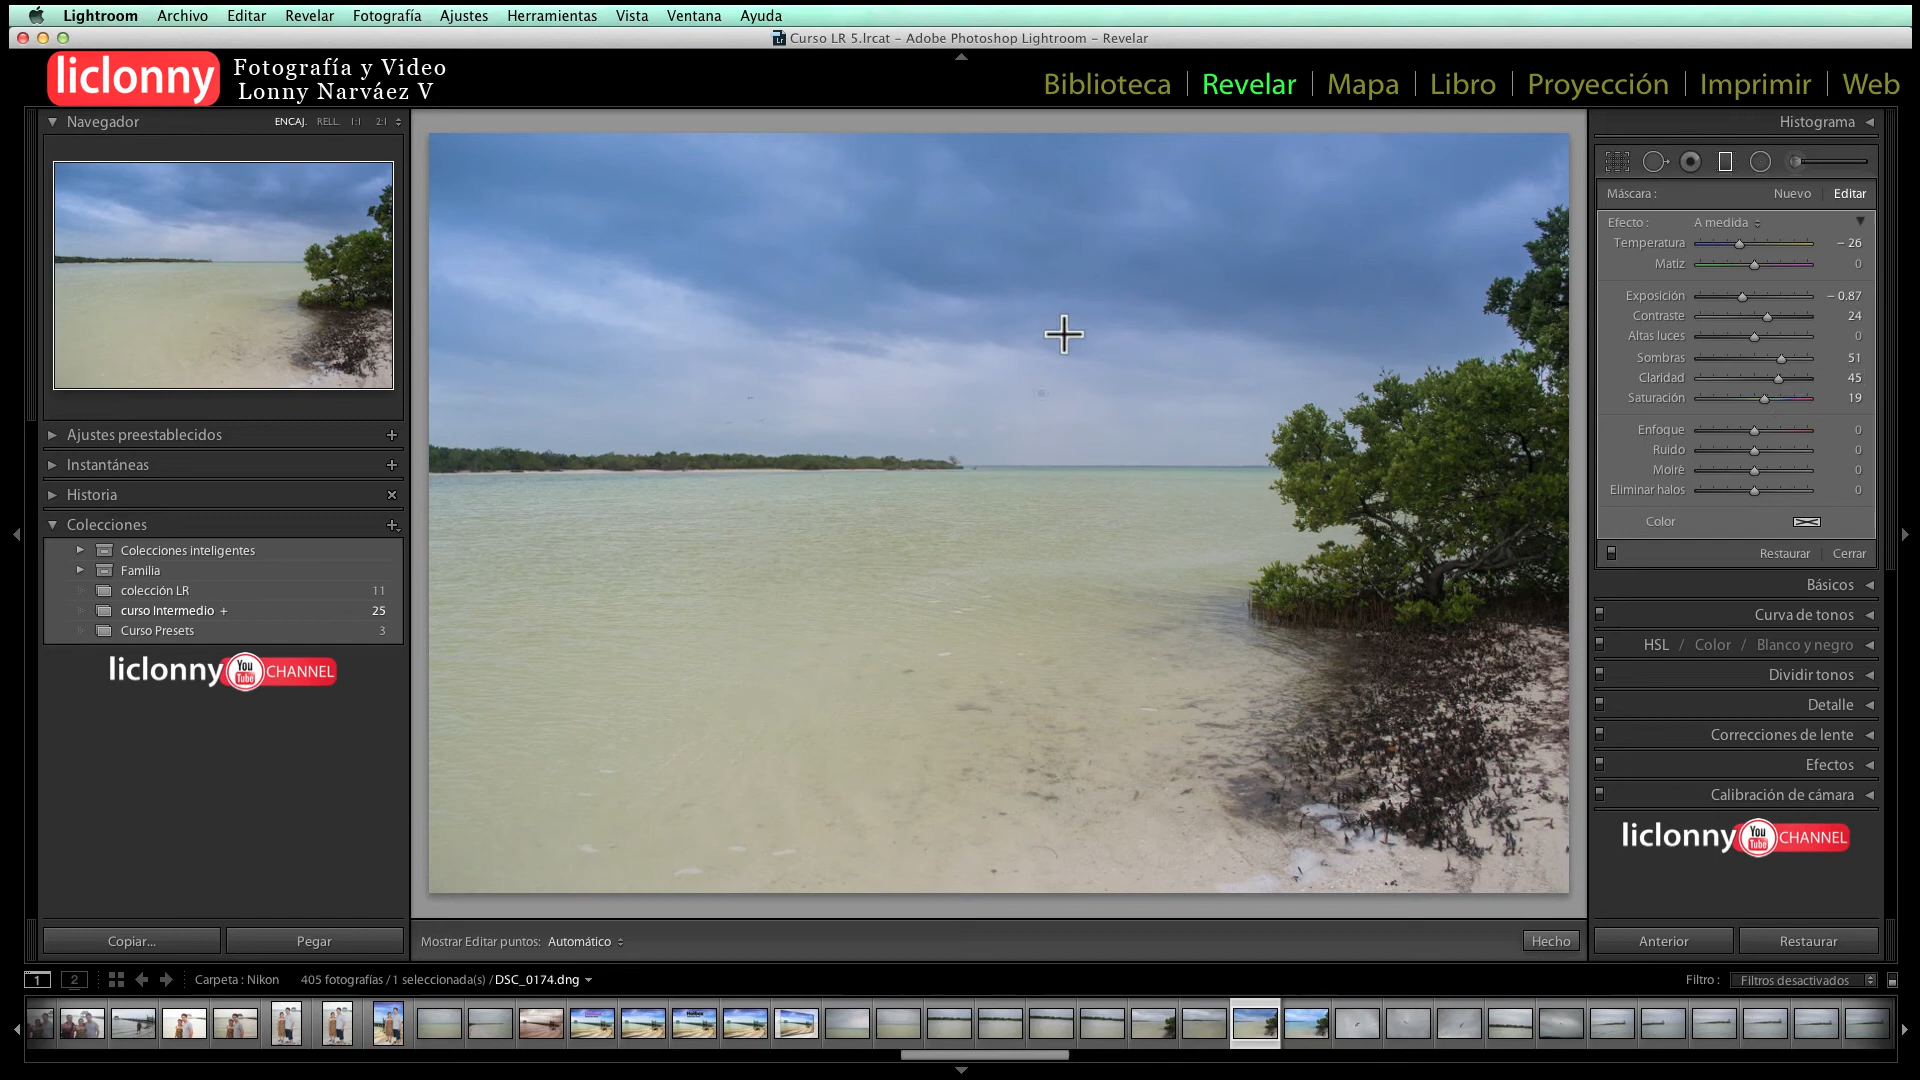 Lightroom Archivo Editar Revelar Fotografía Ajustes Herramientas Vista Ventana Ayuda
Curso LR 5.lrcat – Adobe Photoshop Lightroom – Revelar
liclonny Fotografía y Video
Lonny Narváez V
Biblioteca | Revelar | Mapa | Libro | Proyección | Imprimir | Web
Navegador ENCAJ. RELL. 1:1 2:1
Ajustes preestablecidos +
Instantáneas +
Historia ×
Colecciones +
Colecciones inteligentes
Familia
colección LR 11
curso Intermedio + 25
Curso Presets 3
liclonny You Tube CHANNEL
Copiar... Pegar
Mostrar Editar puntos: Automático
Hecho
Histograma
Máscara : Nuevo | Editar
Efecto : A medida
Temperatura – 26
Matiz 0
Exposición – 0.87
Contraste 24
Altas luces 0
Sombras 51
Claridad 45
Saturación 19
Enfoque 0
Ruido 0
Moirè 0
Eliminar halos 0
Color
Restaurar | Cerrar
Básicos
Curva de tonos
HSL / Color / Blanco y negro
Dividir tonos
Detalle
Correcciones de lente
Efectos
Calibración de cámara
liclonny You Tube CHANNEL
Anterior Restaurar
1 2 Carpeta : Nikon 405 fotografías / 1 seleccionada(s) / DSC_0174.dng
Filtro : Filtros desactivados